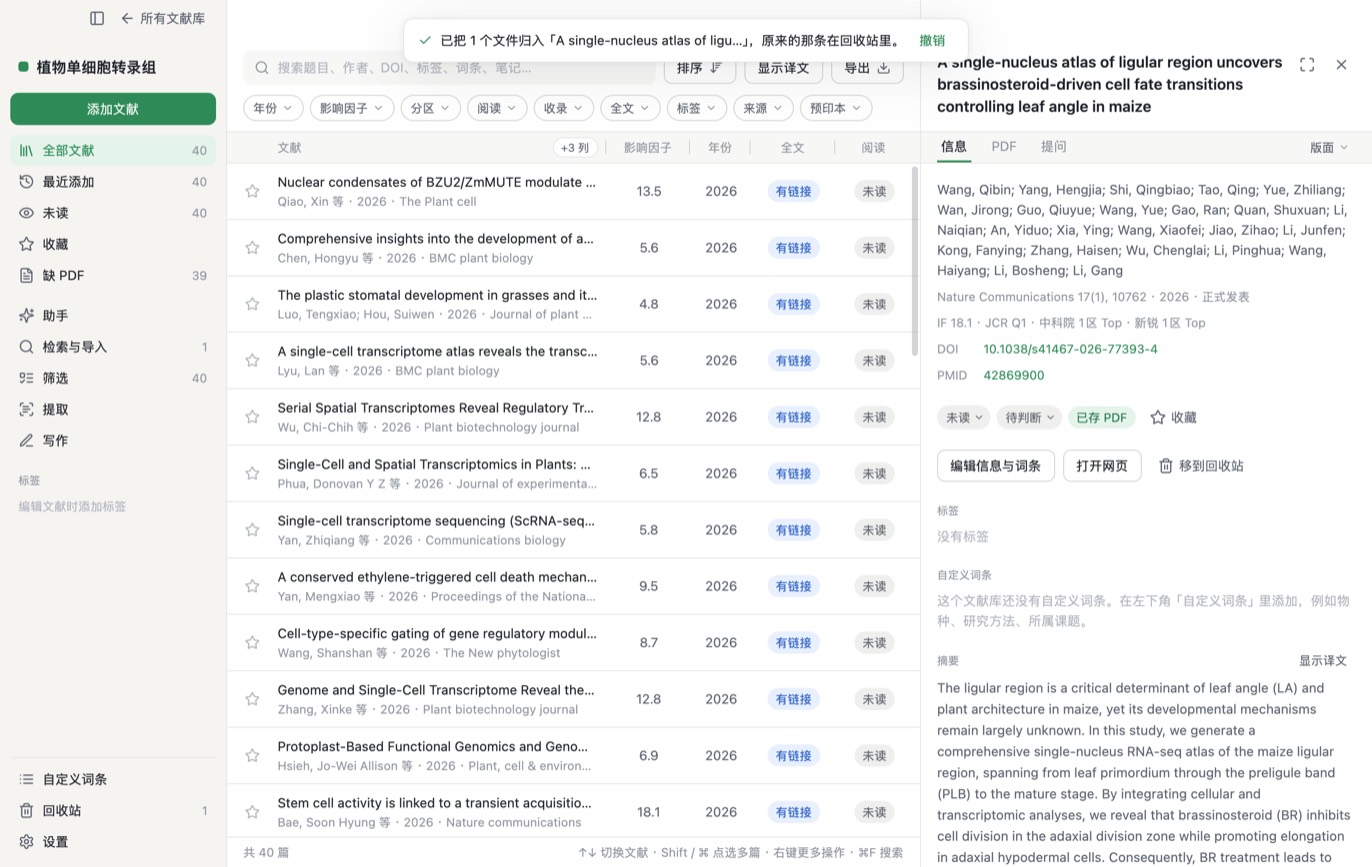 所有文献库
植物单细胞转录组
添加文献
全部文献 40
最近添加 40
未读 40
收藏
缺 PDF 39
助手
检索与导入 1
筛选 40
提取
写作
标签
编辑文献时添加标签
自定义词条
回收站 1
设置
已把 1 个文件归入「A single-nucleus atlas of ligu...」，原来的那条在回收站里。 撤销
搜索题目、作者、DOI、标签、词条、笔记... 排序 显示译文 导出
年份 影响因子 分区 阅读 收录 全文 标签 来源 预印本
文献 +3 列 影响因子 年份 全文 阅读
Nuclear condensates of BZU2/ZmMUTE modulate ...
Qiao, Xin 等 · 2026 · The Plant cell
13.5 2026 有链接 未读
Comprehensive insights into the development of a...
Chen, Hongyu 等 · 2026 · BMC plant biology
5.6 2026 有链接 未读
The plastic stomatal development in grasses and it...
Luo, Tengxiao; Hou, Suiwen · 2026 · Journal of plant ...
4.8 2026 有链接 未读
A single-cell transcriptome atlas reveals the transc...
Lyu, Lan 等 · 2026 · BMC plant biology
5.6 2026 有链接 未读
Serial Spatial Transcriptomes Reveal Regulatory Tr...
Wu, Chi-Chih 等 · 2026 · Plant biotechnology journal
12.8 2026 有链接 未读
Single-Cell and Spatial Transcriptomics in Plants: ...
Phua, Donovan Y Z 等 · 2026 · Journal of experimenta...
6.5 2026 有链接 未读
Single-cell transcriptome sequencing (ScRNA-seq...
Yan, Zhiqiang 等 · 2026 · Communications biology
5.8 2026 有链接 未读
A conserved ethylene-triggered cell death mechan...
Yan, Mengxiao 等 · 2026 · Proceedings of the Nationa...
9.5 2026 有链接 未读
Cell-type-specific gating of gene regulatory modul...
Wang, Shanshan 等 · 2026 · The New phytologist
8.7 2026 有链接 未读
Genome and Single-Cell Transcriptome Reveal the...
Zhang, Xinke 等 · 2026 · Plant biotechnology journal
12.8 2026 有链接 未读
Protoplast-Based Functional Genomics and Geno...
Hsieh, Jo-Wei Allison 等 · 2026 · Plant, cell & environ...
6.9 2026 有链接 未读
Stem cell activity is linked to a transient acquisitio...
Bae, Soon Hyung 等 · 2026 · Nature communications
18.1 2026 有链接 未读
共 40 篇 ↑↓ 切换文献 · Shift / ⌘ 点选多篇 · 右键更多操作 · ⌘F 搜索
A single-nucleus atlas of ligular region uncovers
brassinosteroid-driven cell fate transitions
controlling leaf angle in maize
信息 PDF 提问 版面
Wang, Qibin; Yang, Hengjia; Shi, Qingbiao; Tao, Qing; Yue, Zhiliang;
Wan, Jirong; Guo, Qiuyue; Wang, Yue; Gao, Ran; Quan, Shuxuan; Li,
Naiqian; An, Yiduo; Xia, Ying; Wang, Xiaofei; Jiao, Zihao; Li, Junfen;
Kong, Fanying; Zhang, Haisen; Wu, Chenglai; Li, Pinghua; Wang,
Haiyang; Li, Bosheng; Li, Gang
Nature Communications 17(1), 10762 · 2026 · 正式发表
IF 18.1 · JCR Q1 · 中科院 1区 Top · 新锐 1区 Top
DOI 10.1038/s41467-026-77393-4
PMID 42869900
未读 待判断 已存 PDF 收藏
编辑信息与词条 打开网页 移到回收站
标签
没有标签
自定义词条
这个文献库还没有自定义词条。在左下角「自定义词条」里添加，例如物
种、研究方法、所属课题。
摘要 显示译文
The ligular region is a critical determinant of leaf angle (LA) and
plant architecture in maize, yet its developmental mechanisms
remain largely unknown. In this study, we generate a
comprehensive single-nucleus RNA-seq atlas of the maize ligular
region, spanning from leaf primordium through the preligule band
(PLB) to the mature stage. By integrating cellular and
transcriptomic analyses, we reveal that brassinosteroid (BR) inhibits
cell division in the adaxial division zone while promoting elongation
in adaxial hypodermal cells. Consequently, BR treatment leads to